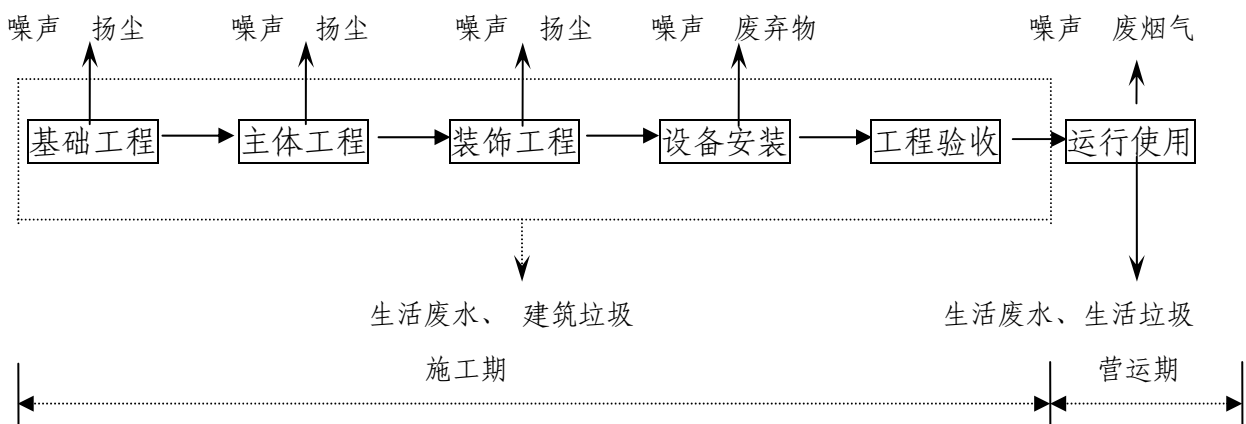 噪声 扬尘 噪声 扬尘 噪声 扬尘 噪声 废弃物 噪声 废烟气
基础工程 主体工程 装饰工程 设备安装 工程验收 运行使用
生活废水、 建筑垃圾 生活废水、生活垃圾
施工期 营运期